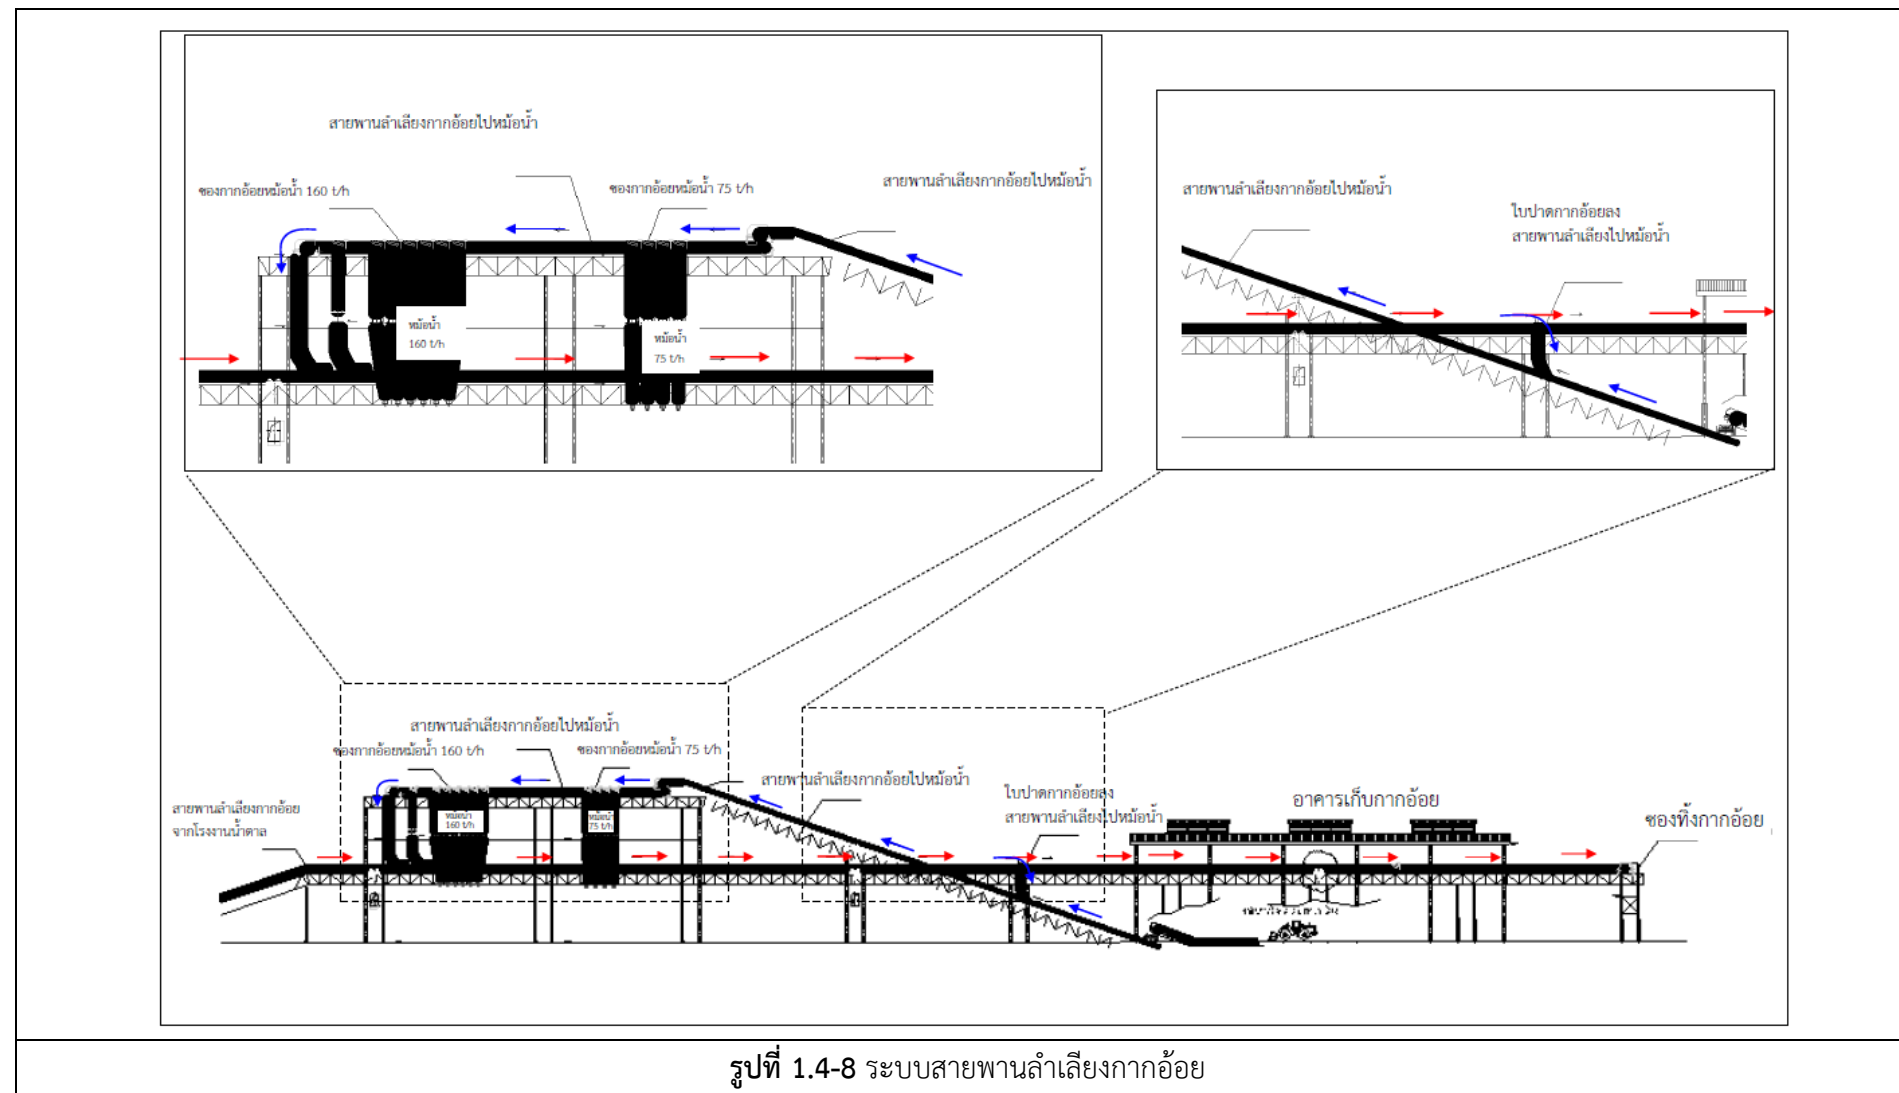 สายพานลำเลียงกากอ้อยไปหม้อน้ำ
ของกากอ้อยหม้อน้ำ 160 t/h
ของกากอ้อยหม้อน้ำ 75 t/h
สายพานลำเลียงกากอ้อยไปหม้อน้ำ
หม้อน้ำ
160 t/h
หม้อน้ำ
75 t/h
สายพานลำเลียงกากอ้อยไปหม้อน้ำ
ใบปาดกากอ้อยลง
สายพานลำเลียงไปหม้อน้ำ
สายพานลำเลียงกากอ้อยไปหม้อน้ำ
ของกากอ้อยหม้อน้ำ 160 t/h
ของกากอ้อยหม้อน้ำ 75 t/h
สายพานลำเลียงกากอ้อยไปหม้อน้ำ
สายพานลำเลียงกากอ้อย
จากโรงงานน้ำตาล
หม้อน้ำ
160 t/h
หม้อน้ำ
75 t/h
ใบปาดกากอ้อยลง
สายพานลำเลียงไปหม้อน้ำ
อาคารเก็บกากอ้อย
ซองทิ้งกากอ้อย
รูปที่ 1.4-8 ระบบสายพานลำเลียงกากอ้อย